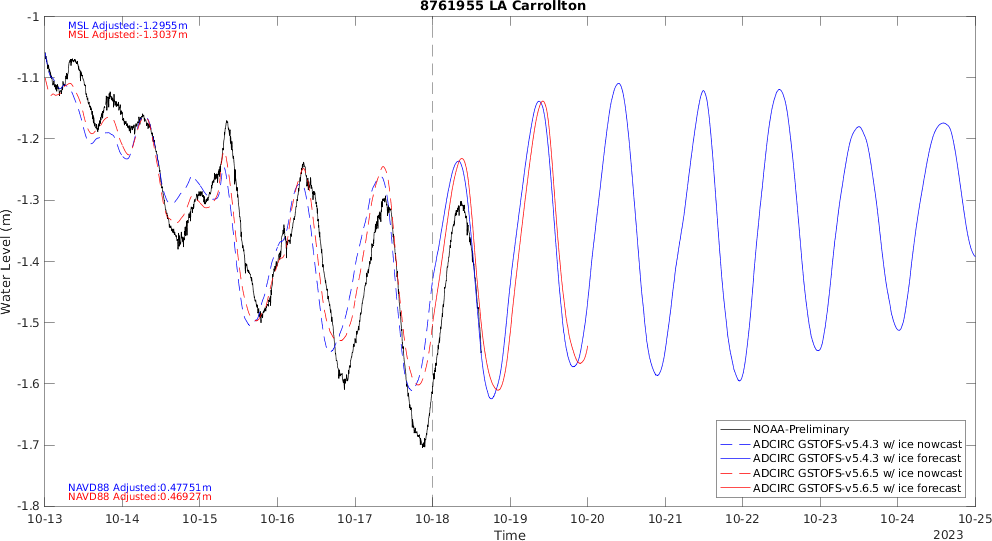 8761955 LA Carrollton
MSL Adjusted:-1.2955m
MSL Adjusted:-1.3037m
-1
-1.1
-1.2
-1.3
-1.4
-1.5
-1.6
-1.7
-1.8
Water Level (m)
NOAA-Preliminary
ADCIRC GSTOFS-v5.4.3 w/ ice nowcast
ADCIRC GSTOFS-v5.4.3 w/ ice forecast
ADCIRC GSTOFS-v5.6.5 w/ ice nowcast
ADCIRC GSTOFS-v5.6.5 w/ ice forecast
NAVD88 Adjusted:0.47751m
NAVD88 Adjusted:0.46927m
10-13 10-14 10-15 10-16 10-17 10-18 10-19 10-20 10-21 10-22 10-23 10-24 10-25
Time
2023